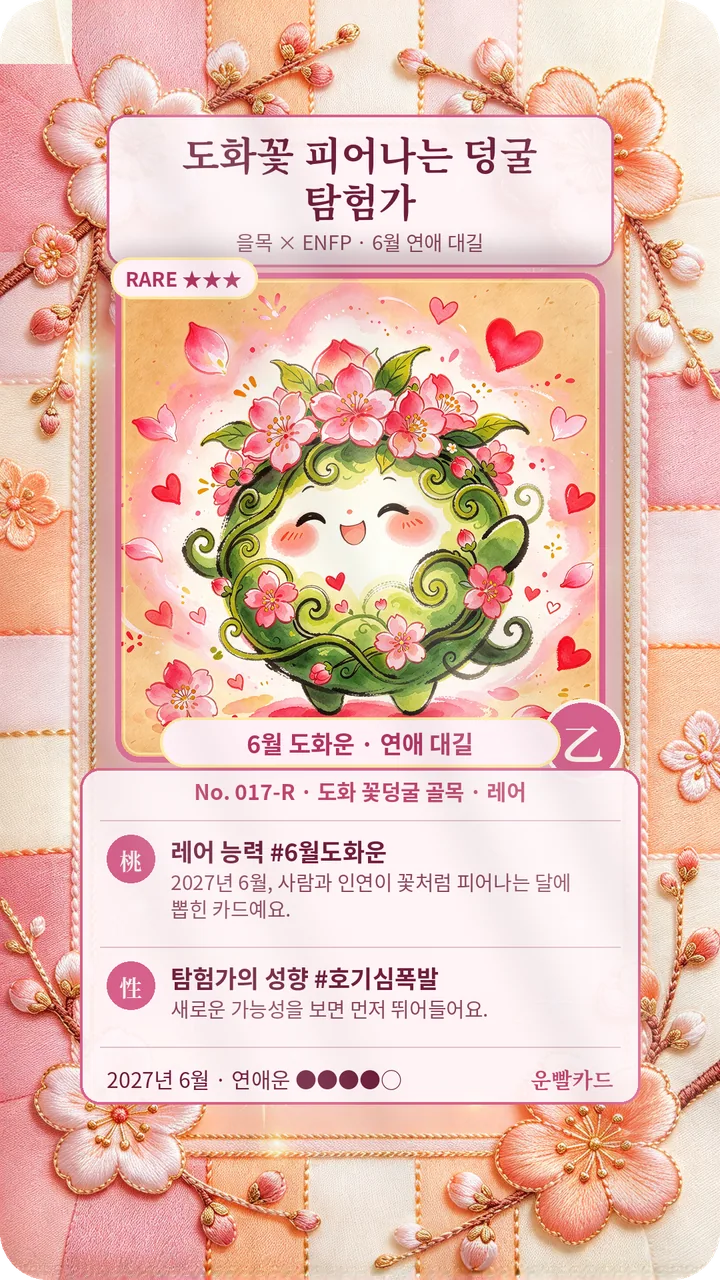 도화꽃 피어나는 덩굴
탐험가
을목 × ENFP · 6월 연애 대길
RARE ★★★
6월 도화운 · 연애 대길
乙
No. 017-R · 도화 꽃덩굴 골목 · 레어
桃
레어 능력 #6월도화운
2027년 6월, 사람과 인연이 꽃처럼 피어나는 달에
뽑힌 카드예요.
性
탐험가의 성향 #호기심폭발
새로운 가능성을 보면 먼저 뛰어들어요.
2027년 6월 · 연애운 ●●●●○
운빨카드